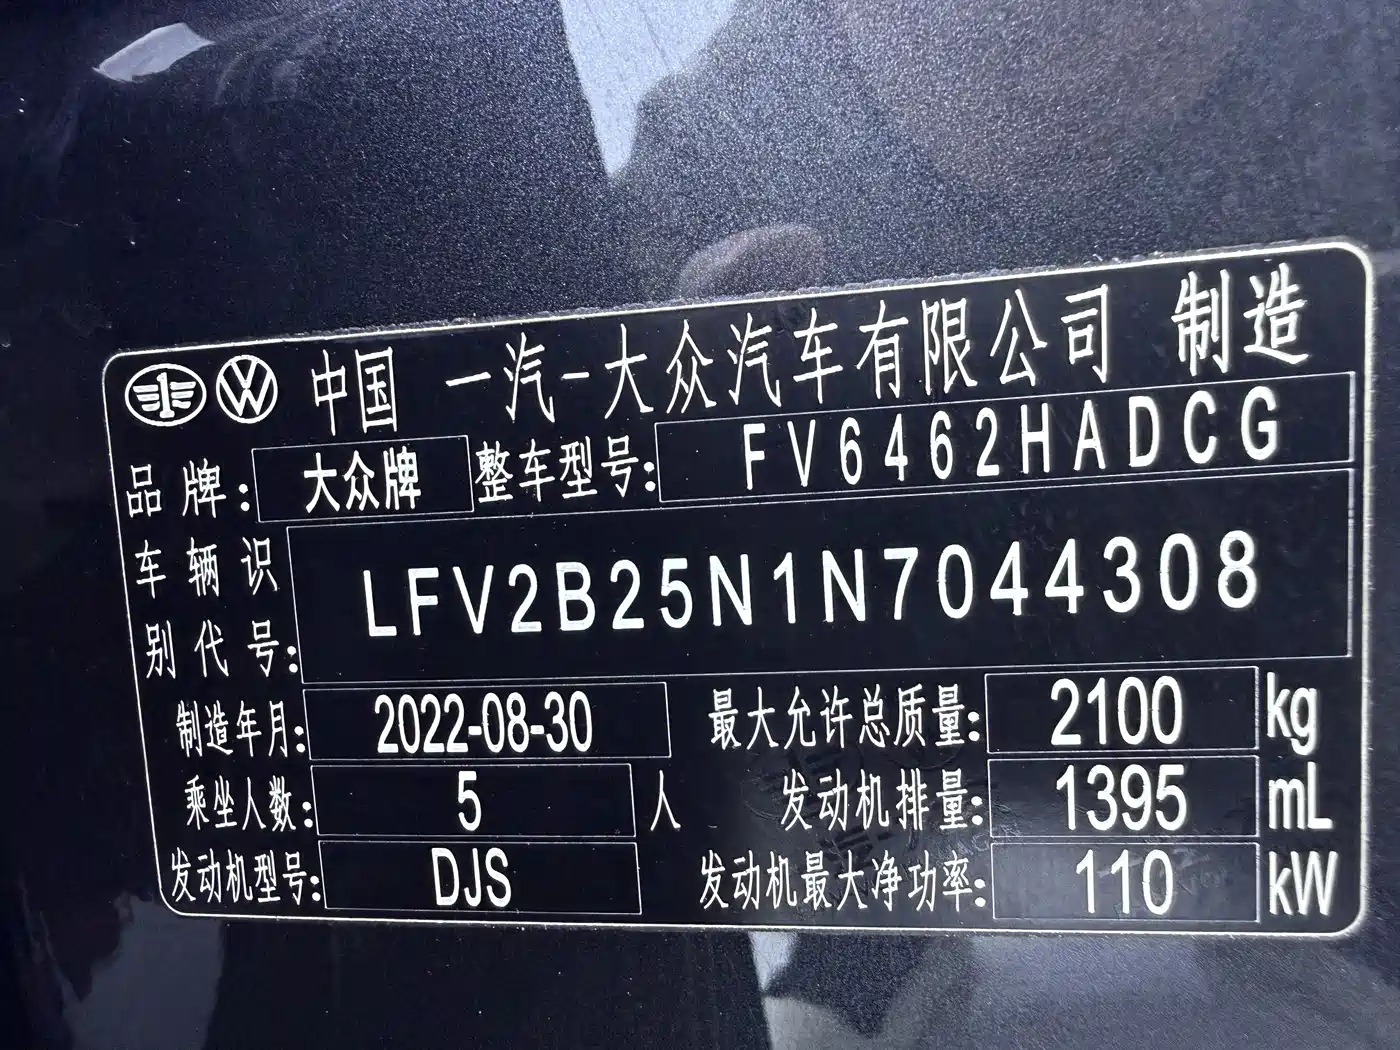 中国 一汽-大众汽车有限公司 制造
品牌: 大众牌 整车型号: FV6462HADCG
车辆识别代号: LFV2B25N1N7044308
制造年月: 2022-08-30 最大允许总质量: 2100 kg
乘坐人数: 5 人 发动机排量: 1395 mL
发动机型号: DJS 发动机最大净功率: 110 kW